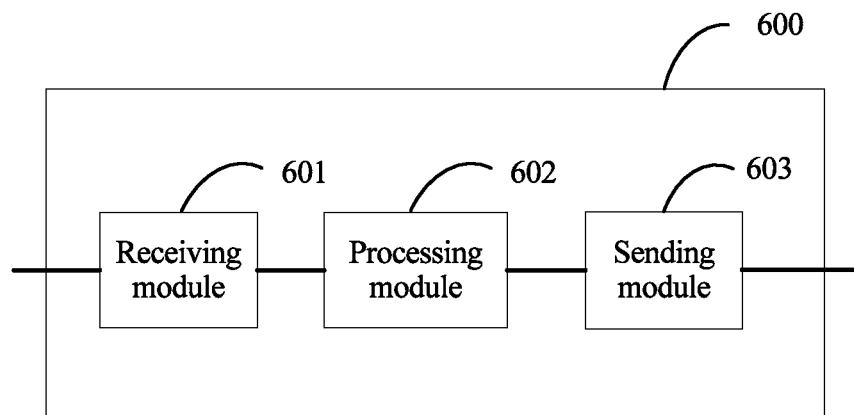 600
601
602
603
Receiving
module
Processing
module
Sending
module